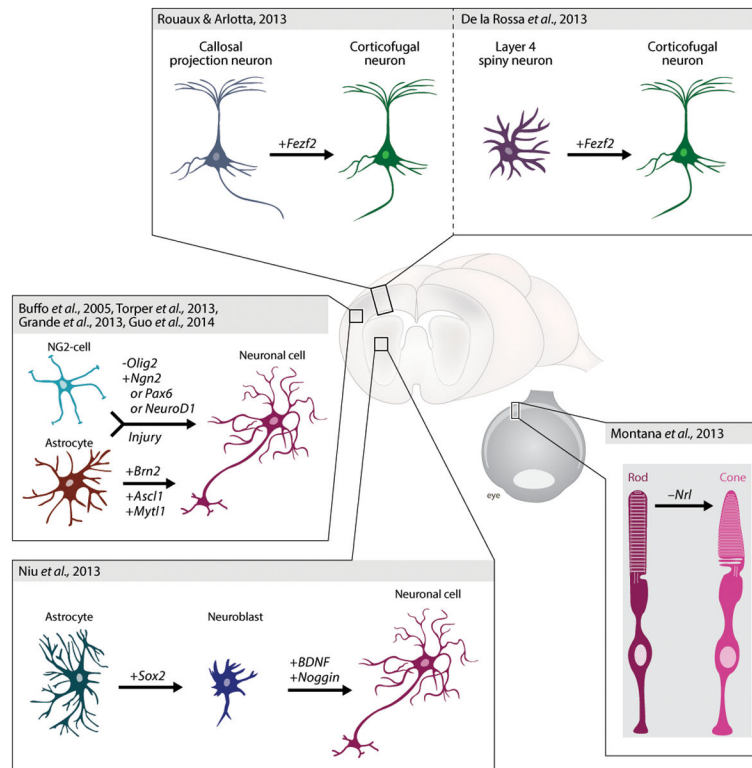 Rouaux & Arlotta, 2013
De la Rossa et al., 2013
Callosal
projection neuron
Corticofugal
neuron
+Fezf2
Layer 4
spiny neuron
Corticofugal
neuron
+Fezf2
Buffo et al., 2005, Torper et al., 2013,
Grande et al., 2013, Guo et al., 2014
NG2-cell
Neuronal cell
-Olig2
+Ngn2
or Pax6
or NeuroD1
Injury
Astrocyte
+Brn2
+Ascl1
+Mytl1
eye
Montana et al., 2013
Rod
–Nrl
Cone
Niu et al., 2013
Astrocyte
+Sox2
Neuroblast
+BDNF
+Noggin
Neuronal cell